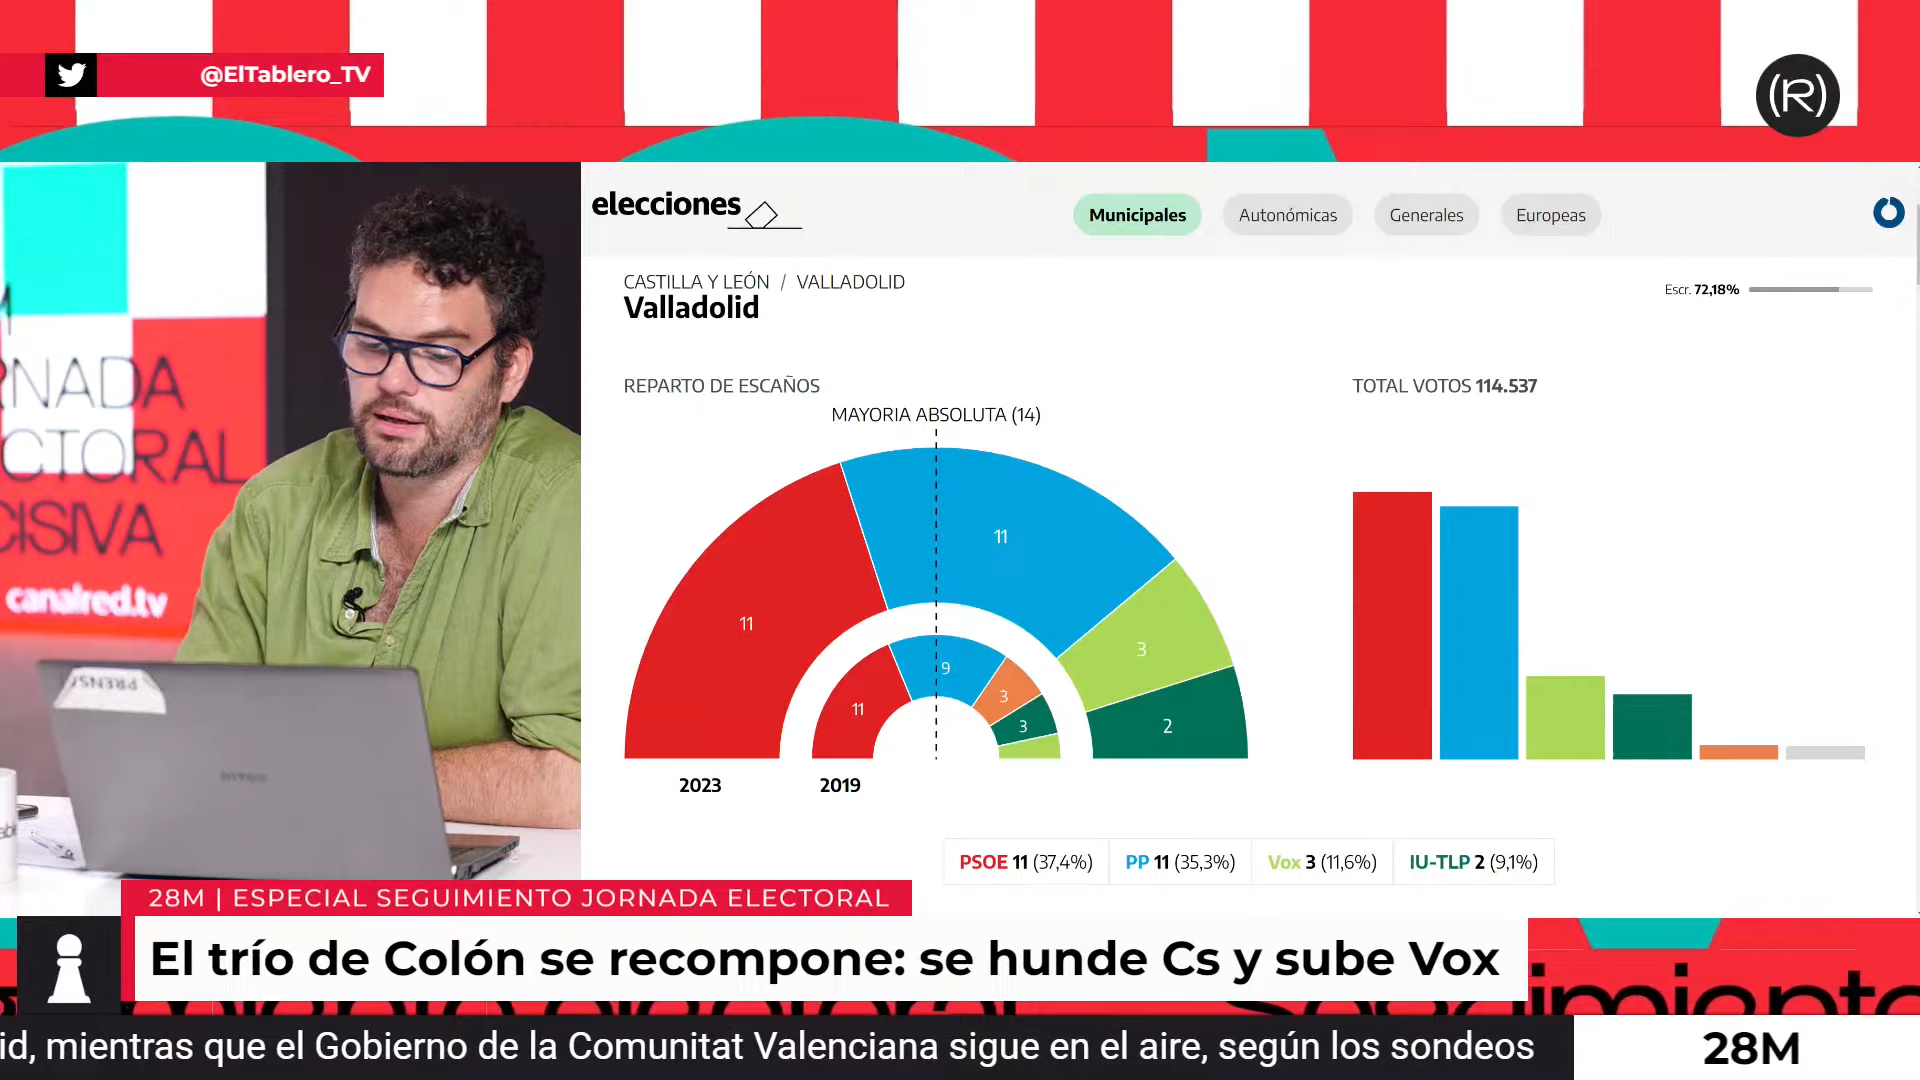 @ElTablero_TV
(R)
elecciones
Municipales
Autonómicas
Generales
Europeas
CASTILLA Y LEÓN / VALLADOLID
Valladolid
Escr. 72,18%
REPARTO DE ESCAÑOS
TOTAL VOTOS 114.537
MAYORIA ABSOLUTA (14)
11
11
3
2
11
9
3
3
2023
2019
PSOE 11 (37,4%)
PP 11 (35,3%)
Vox 3 (11,6%)
IU-TLP 2 (9,1%)
RNADA
CTORAL
CISIVA
canalred.tv
PRENSA
28M | ESPECIAL SEGUIMIENTO JORNADA ELECTORAL
El trío de Colón se recompone: se hunde Cs y sube Vox
id, mientras que el Gobierno de la Comunitat Valenciana sigue en el aire, según los sondeos
28M